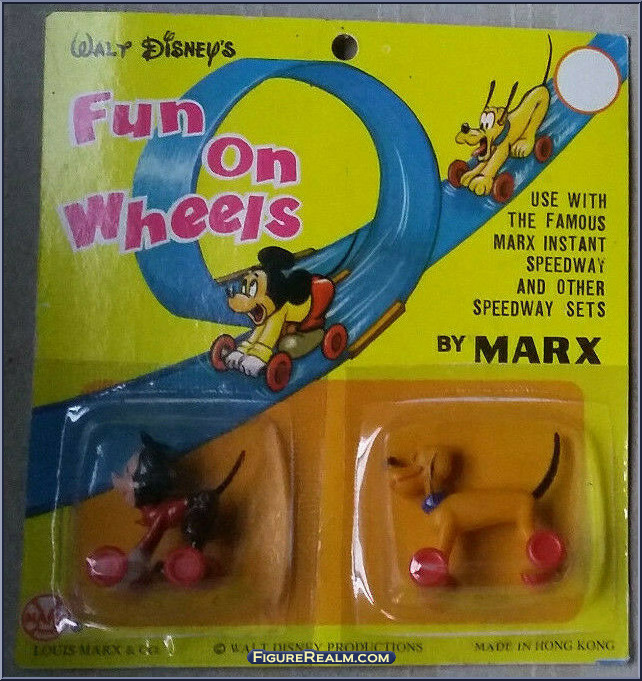 WALT DISNEY'S
Fun
On
Wheels
USE WITH
THE FAMOUS
MARX INSTANT
SPEEDWAY
AND OTHER
SPEEDWAY SETS
BY MARX
MAR
LOUIS MARX & CO.
© WALT DISNEY PRODUCTIONS
MADE IN HONG KONG
FIGUREREALM.COM